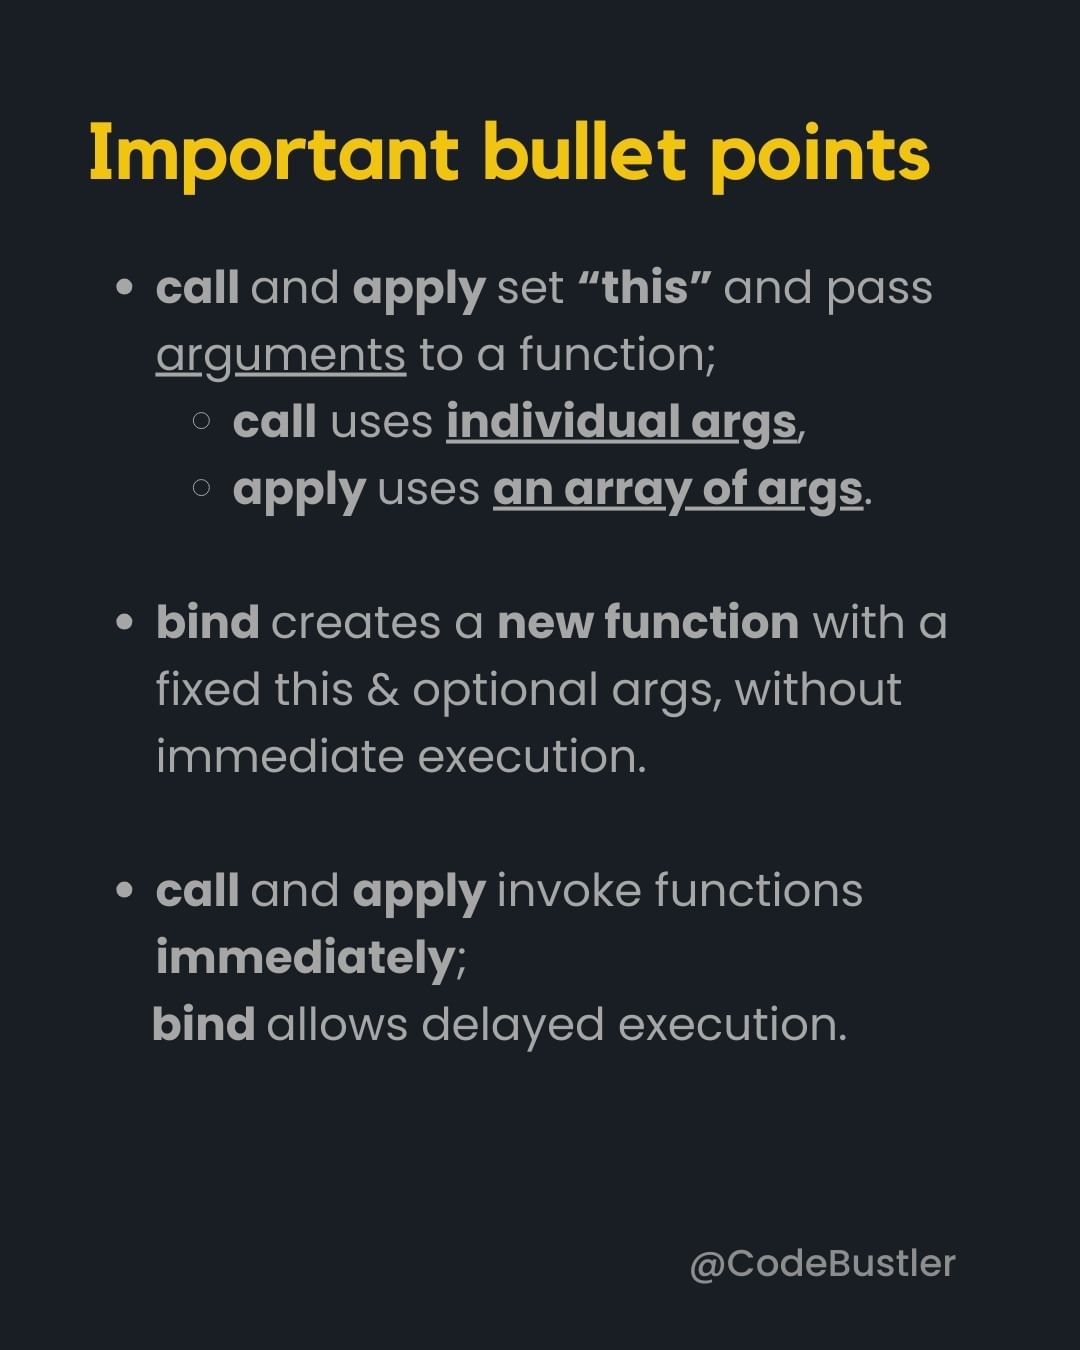 Important bullet points
• call and apply set “this” and pass
arguments to a function;
○ call uses individual args,
○ apply uses an array of args.
• bind creates a new function with a
fixed this & optional args, without
immediate execution.
• call and apply invoke functions
immediately;
bind allows delayed execution.
@CodeBustler